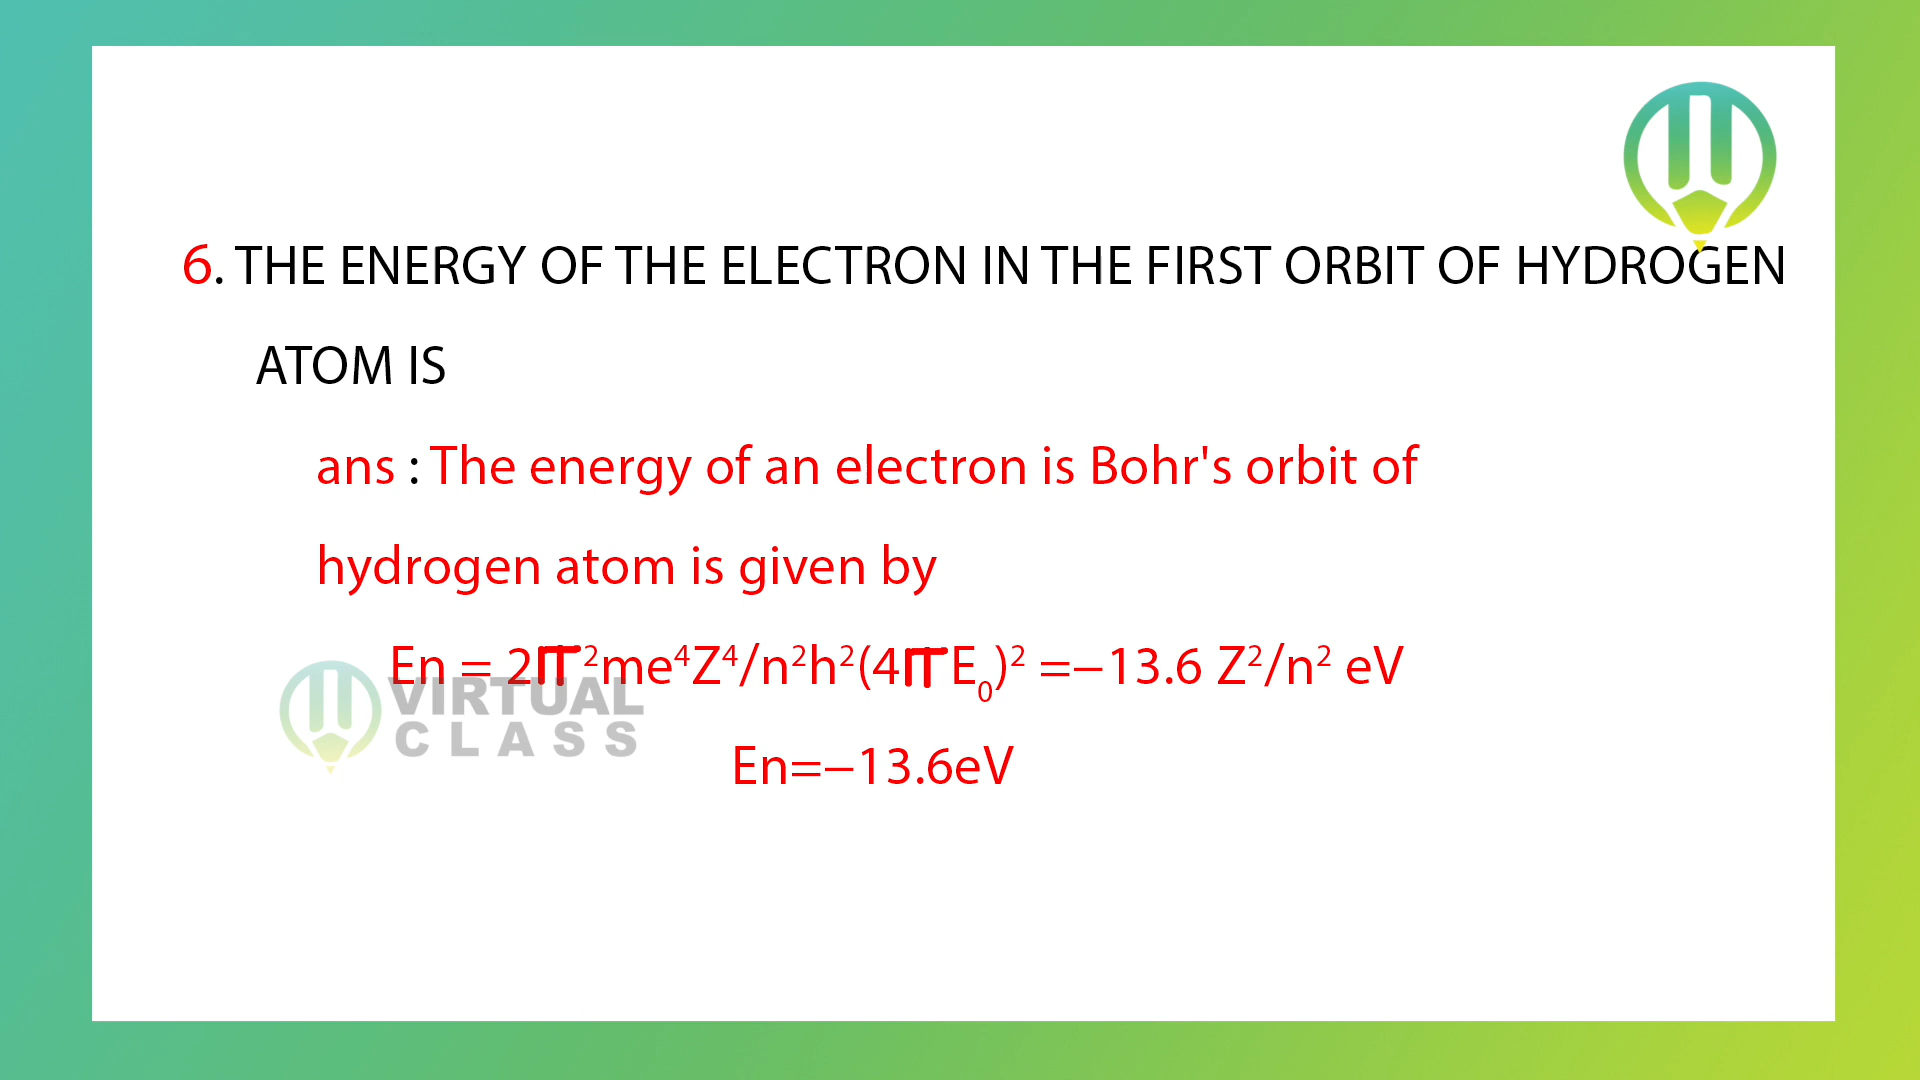 6. THE ENERGY OF THE ELECTRON IN THE FIRST ORBIT OF HYDROGEN
ATOM IS
ans : The energy of an electron is Bohr's orbit of
hydrogen atom is given by
En = 2π²me⁴Z⁴/n²h²(4πE₀)² =−13.6 Z²/n² eV
VIRTUAL
CLASS
En=−13.6eV